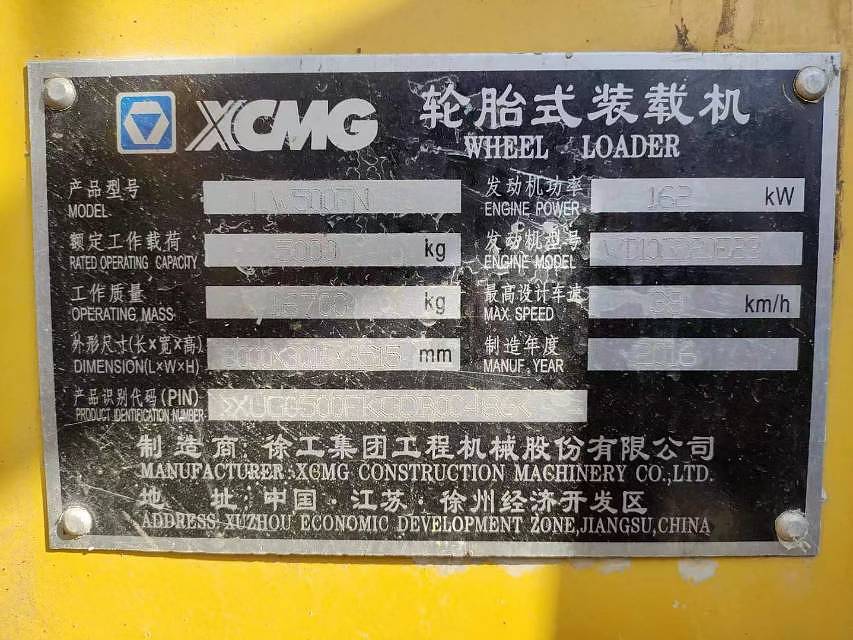 XCMG 轮胎式装载机
WHEEL LOADER
产品型号 LW500FN 发动机功率 162 kW
MODEL ENGINE POWER
额定工作载荷 5000 kg 发动机型号
RATED OPERATING CAPACITY ENGINE MODEL
工作质量 kg 最高设计车速 km/h
OPERATING MASS MAX. SPEED
外形尺寸(长×宽×高) mm 制造年度 2016
DIMENSION(L×W×H) MANUF.YEAR
产品识别代码(PIN)
PRODUCT IDENTIFICATION NUMBER
制造商:徐工集团工程机械股份有限公司
MANUFACTURER:XCMG CONSTRUCTION MACHINERY CO.,LTD.
地 址:中国·江苏·徐州经济开发区
ADDRESS:XUZHOU ECONOMIC DEVELOPMENT ZONE,JIANGSU,CHINA